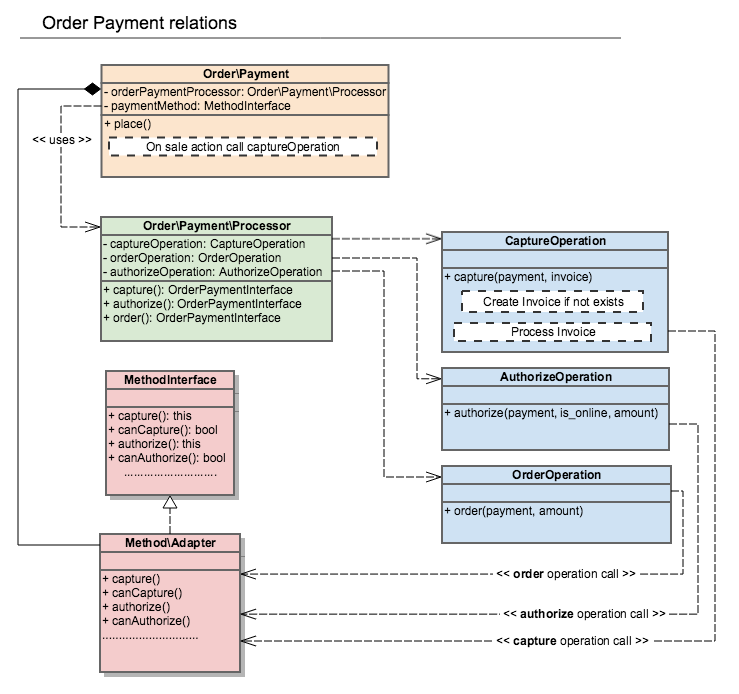 Order Payment relations
Order\Payment
- orderPaymentProcessor: Order\Payment\Processor
- paymentMethod: MethodInterface
+ place()
On sale action call captureOperation
<< uses >>
Order\Payment\Processor
- captureOperation: CaptureOperation
- orderOperation: OrderOperation
- authorizeOperation: AuthorizeOperation
+ capture(): OrderPaymentInterface
+ authorize(): OrderPaymentInterface
+ order(): OrderPaymentInterface
CaptureOperation
+ capture(payment, invoice)
Create Invoice if not exists
Process Invoice
MethodInterface
+ capture(): this
+ canCapture(): bool
+ authorize(): this
+ canAuthorize(): bool
............................
AuthorizeOperation
+ authorize(payment, is_online, amount)
OrderOperation
+ order(payment, amount)
Method\Adapter
+ capture()
+ canCapture()
+ authorize()
+ canAuthorize()
.............................
<< order operation call >>
<< authorize operation call >>
<< capture operation call >>